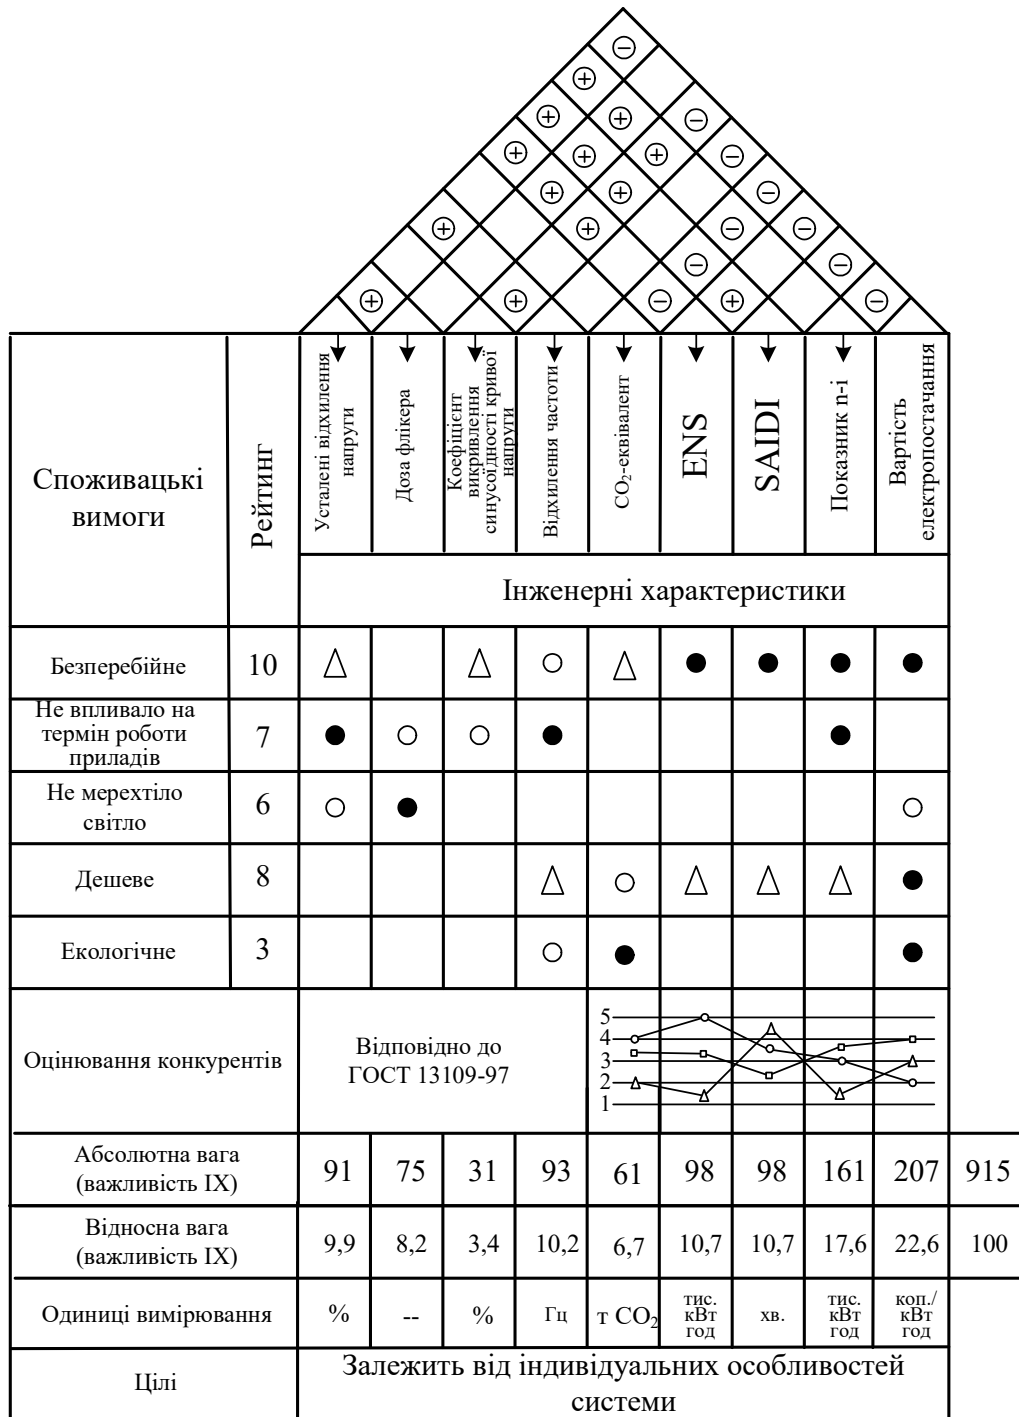 Споживацькі
вимоги
Рейтинг
Усталені відхилення
напруги
Доза флікера
Коефіцієнт
викривлення
синусоїдності кривої
напруги
Відхилення частоти
CO₂-еквівалент
ENS
SAIDI
Показник n-i
Вартість
електропостачання
Інженерні характеристики
Безперебійне 10
Не впливало на
термін роботи
приладів
7
Не мерехтіло
світло
6
Дешеве 8
Екологічне 3
Оцінювання конкурентів
Відповідно до
ГОСТ 13109-97
5
4
3
2
1
Абсолютна вага
(важливість ІХ)
91 75 31 93 61 98 98 161 207 915
Відносна вага
(важливість ІХ)
9,9 8,2 3,4 10,2 6,7 10,7 10,7 17,6 22,6 100
Одиниці вимірювання
% -- % Гц т CO₂
тис.
кВт
год
хв.
тис.
кВт
год
коп./
кВт
год
Цілі
Залежить від індивідуальних особливостей
системи